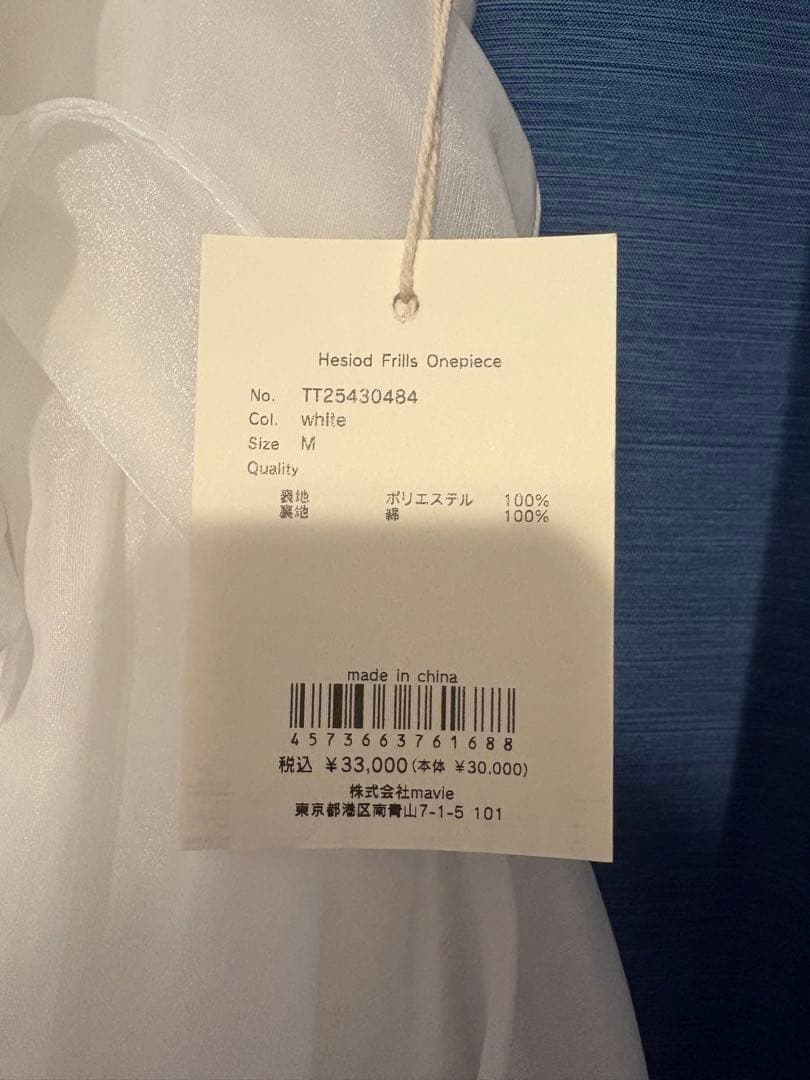 Hesiod Frills Onepiece
No. TT25430484
Col. white
Size M
Quality
表地 ポリエステル 100%
裏地 綿 100%
made in china
4573663761688
税込 ¥33,000(本体 ¥30,000)
株式会社mavie
東京都港区南青山7-1-5 101